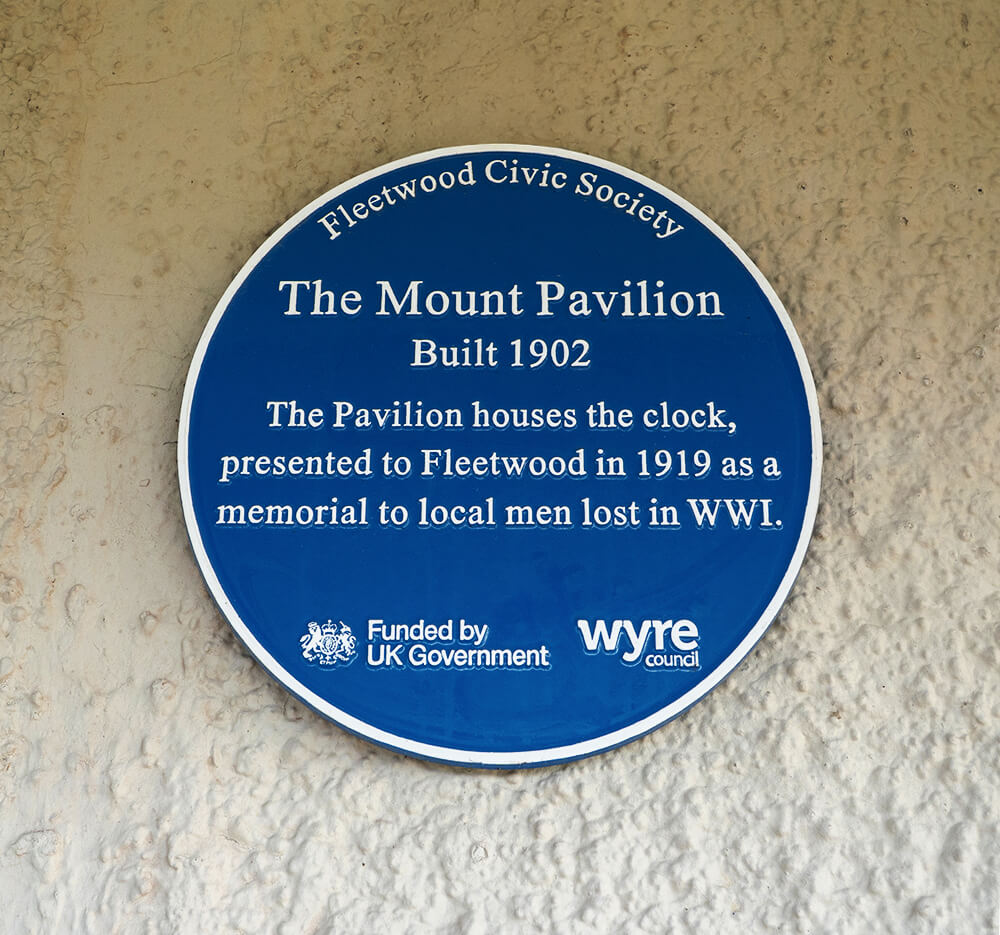 Fleetwood Civic Society
The Mount Pavilion
Built 1902
The Pavilion houses the clock,
presented to Fleetwood in 1919 as a
memorial to local men lost in WWI.
Funded by
UK Government
wyre
council